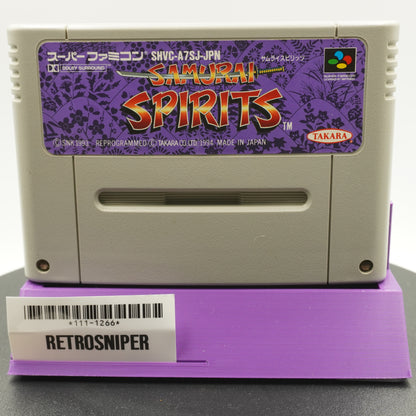 スーパーファミコン SHVC-A7SJ-JPN
DOLBY SURROUND
サムライスピリッツ
SAMURAI
SPIRITS™
TAKARA
©SNK 1993 REPROGRAMMED ©TAKARA CO.LTD. 1994 MADE IN JAPAN
*111-1266*
RETROSNIPER